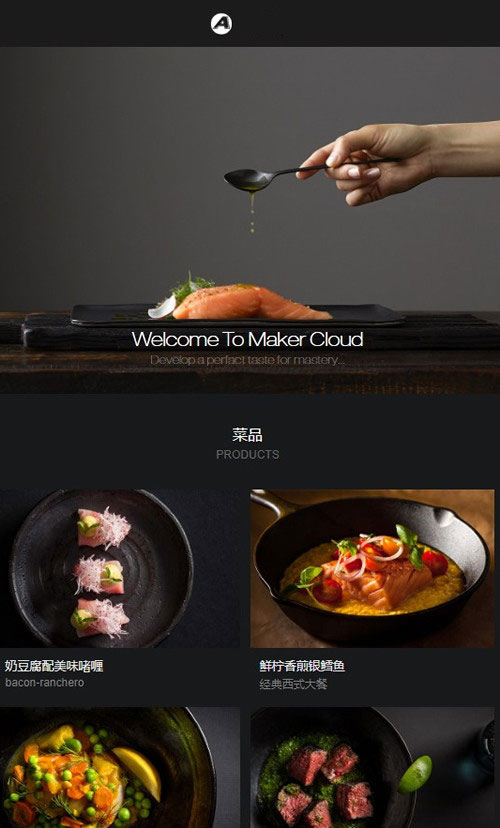 A
Welcome To Maker Cloud
Develop a perfact taste for mastery...
菜品
PRODUCTS
奶豆腐配美味啫喱
bacon-ranchero
鲜柠香煎银鳕鱼
经典西式大餐